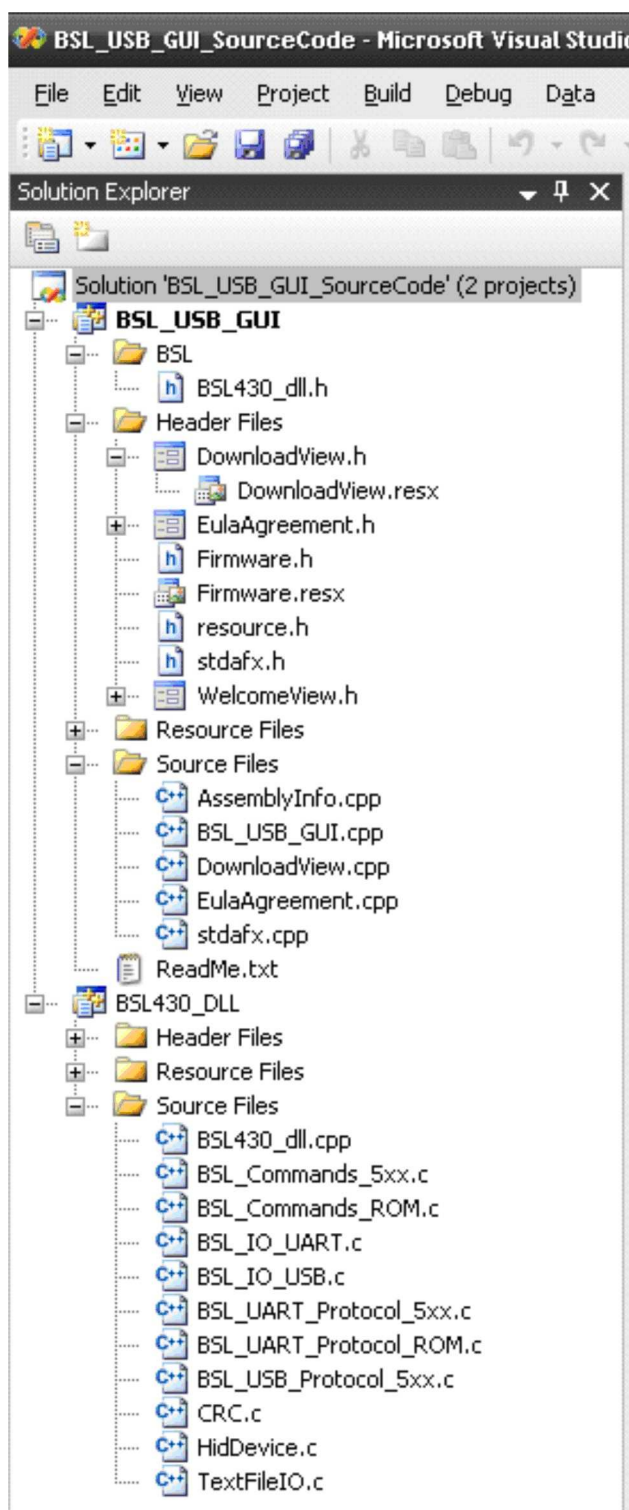 BSL_USB_GUI_SourceCode - Microsoft Visual Studio
File Edit View Project Build Debug Data
Solution Explorer
Solution 'BSL_USB_GUI_SourceCode' (2 projects)
BSL_USB_GUI
BSL
BSL430_dll.h
Header Files
DownloadView.h
DownloadView.resx
EulaAgreement.h
Firmware.h
Firmware.resx
resource.h
stdafx.h
WelcomeView.h
Resource Files
Source Files
AssemblyInfo.cpp
BSL_USB_GUI.cpp
DownloadView.cpp
EulaAgreement.cpp
stdafx.cpp
ReadMe.txt
BSL430_DLL
Header Files
Resource Files
Source Files
BSL430_dll.cpp
BSL_Commands_5xx.c
BSL_Commands_ROM.c
BSL_IO_UART.c
BSL_IO_USB.c
BSL_UART_Protocol_5xx.c
BSL_UART_Protocol_ROM.c
BSL_USB_Protocol_5xx.c
CRC.c
HidDevice.c
TextFileIO.c